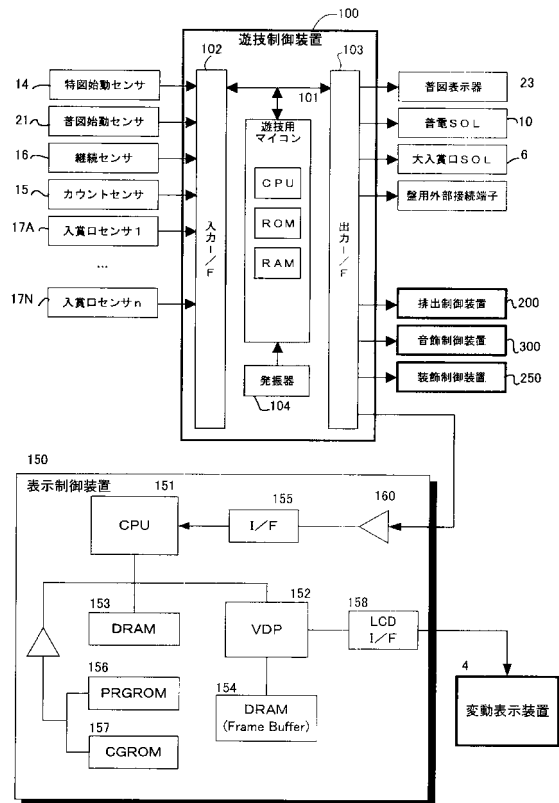 100
遊技制御装置
102
103
14
特図始動センサ
101
普図表示器
23
21
普図始動センサ
遊技用
マイコン
普電SOL
10
16
継続センサ
大入賞口SOL
6
15
カウントセンサ
CPU
盤用外部接続端子
17A
入賞口センサ1
入力I/F
ROM
出力I/F
…
RAM
17N
入賞口センサn
排出制御装置
200
音飾制御装置
300
発振器
装飾制御装置
250
104
150
表示制御装置
151
CPU
155
I/F
160
153
DRAM
152
VDP
158
LCD
I/F
156
PRGROM
154
DRAM
(Frame Buffer)
4
変動表示装置
157
CGROM